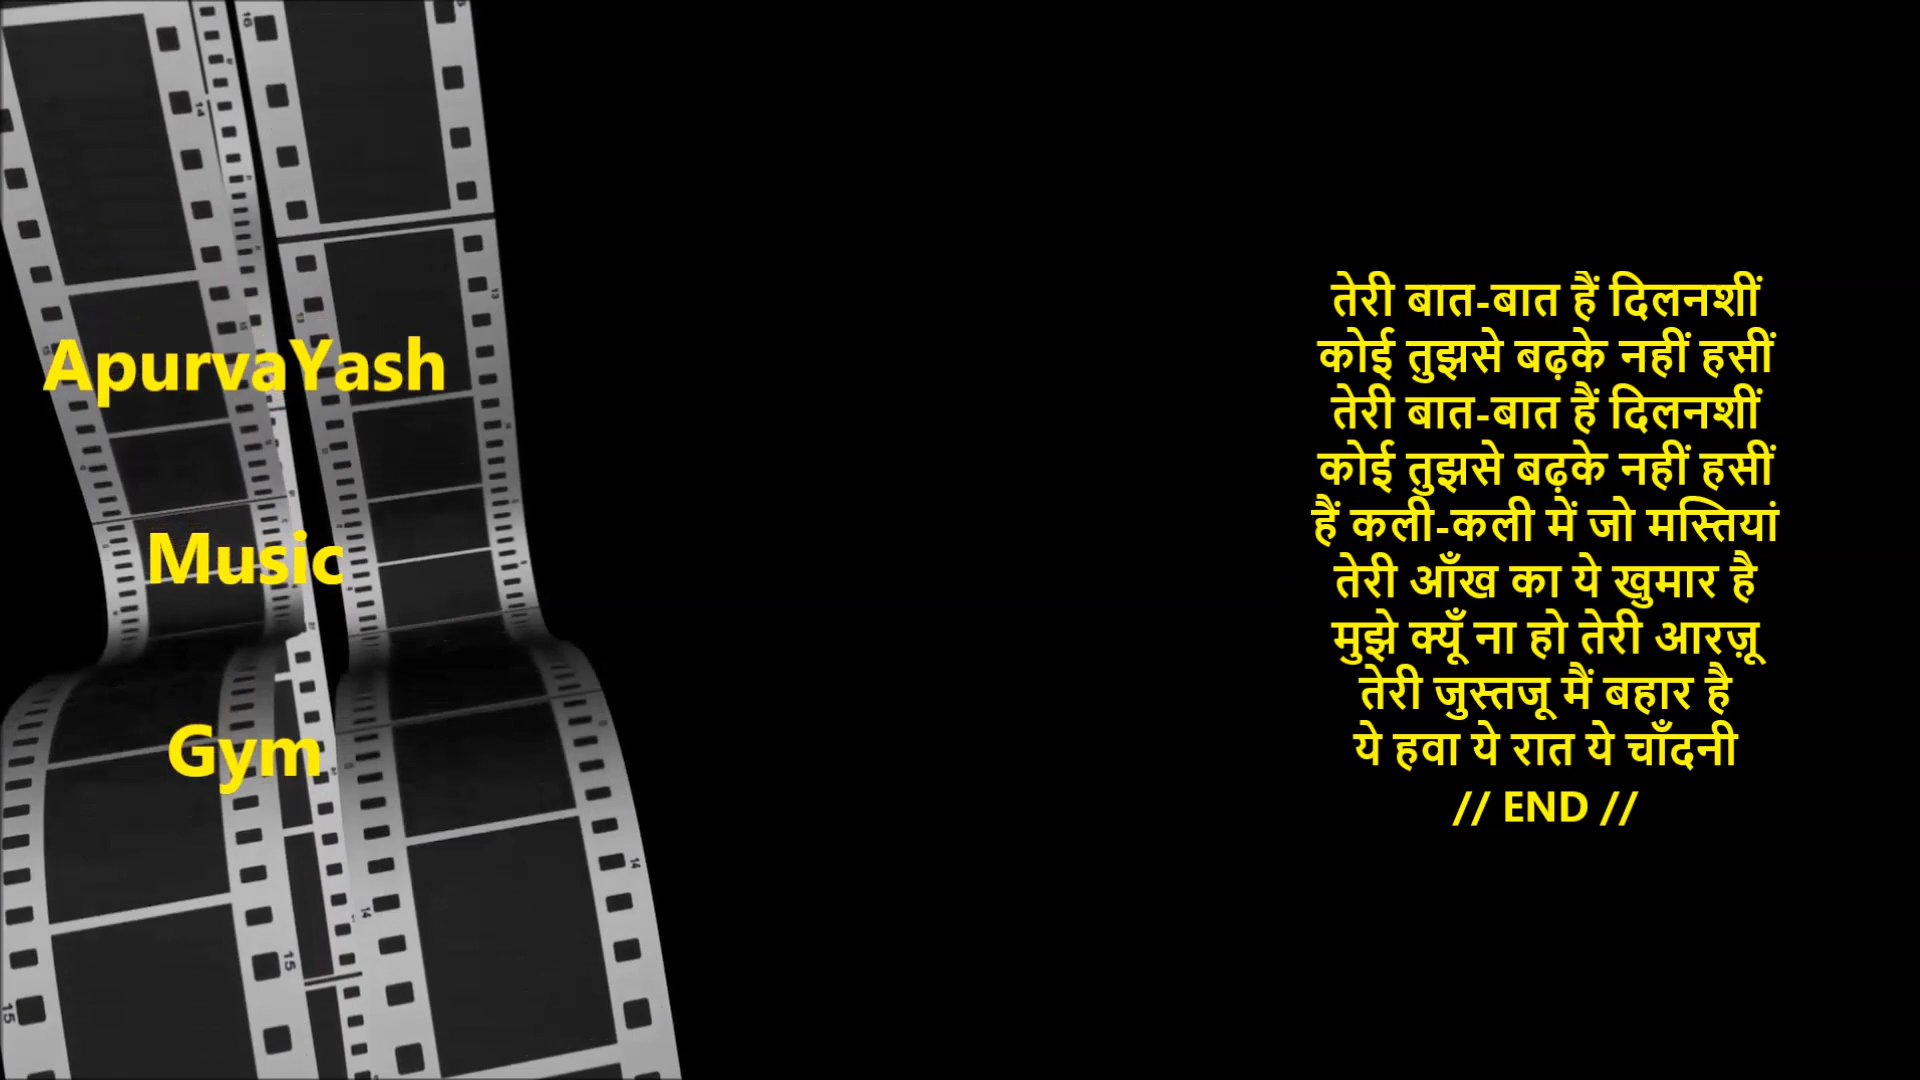 ApurvaYash
Music
Gym
तेरी बात-बात हैं दिलनशीं
कोई तुझसे बढ़के नहीं हसीं
तेरी बात-बात हैं दिलनशीं
कोई तुझसे बढ़के नहीं हसीं
हैं कली-कली में जो मस्तियां
तेरी आँख का ये खुमार है
मुझे क्यूँ ना हो तेरी आरज़ू
तेरी जुस्तजू मैं बहार है
ये हवा ये रात ये चाँदनी
// END //